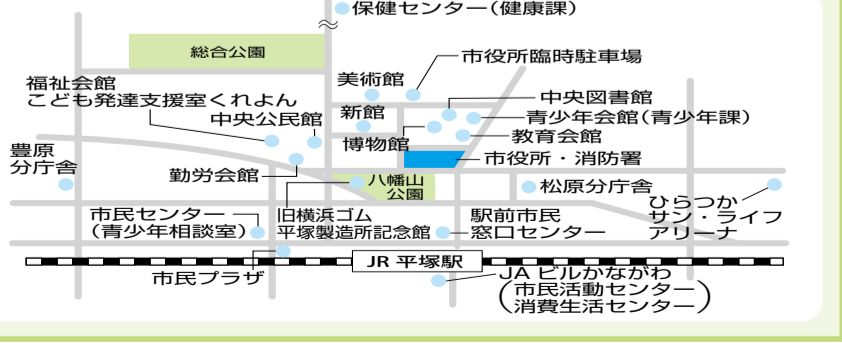 保健センター(健康課)
総合公園
市役所臨時駐車場
美術館
福祉会館
こども発達支援室くれよん
中央公民館
新館
中央図書館
青少年会館(青少年課)
博物館
教育会館
豊原
分庁舎
市役所・消防署
勤労会館
八幡山
公園
松原分庁舎
ひらつか
サン・ライフ
アリーナ
市民センター
(青少年相談室)
旧横浜ゴム
平塚製造所記念館
駅前市民
窓口センター
JR 平塚駅
市民プラザ
JA ビルかながわ
(市民活動センター
消費生活センター)